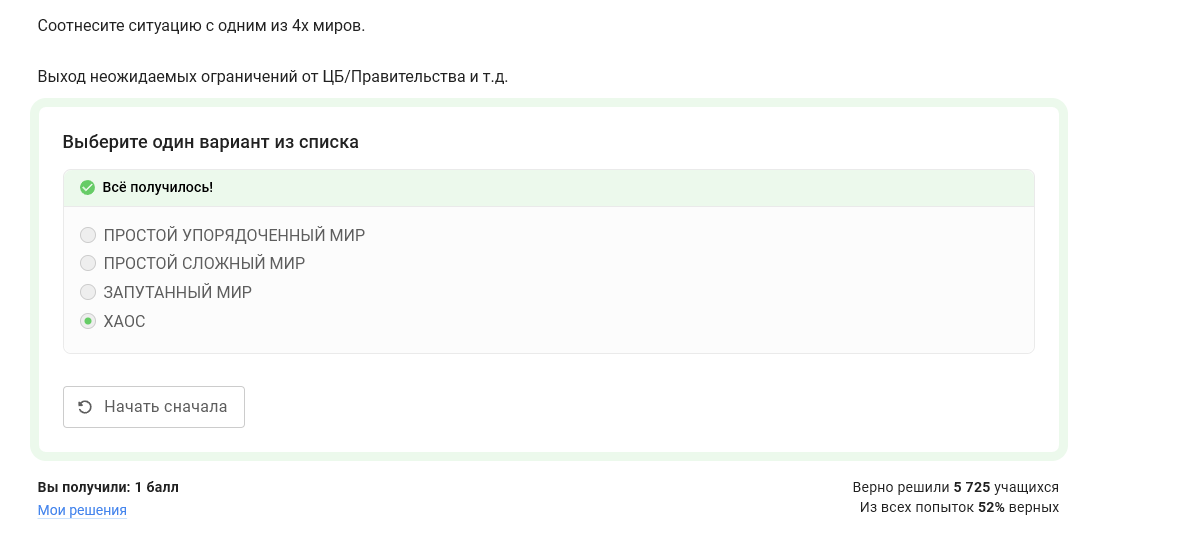 Соотнесите ситуацию с одним из 4х миров.
Выход неожидаемых ограничений от ЦБ/Правительства и т.д.
Выберите один вариант из списка
Всё получилось!
ПРОСТОЙ УПОРЯДОЧЕННЫЙ МИР
ПРОСТОЙ СЛОЖНЫЙ МИР
ЗАПУТАННЫЙ МИР
ХАОС
Начать сначала
Вы получили: 1 балл
Мои решения
Верно решили 5 725 учащихся
Из всех попыток 52% верных